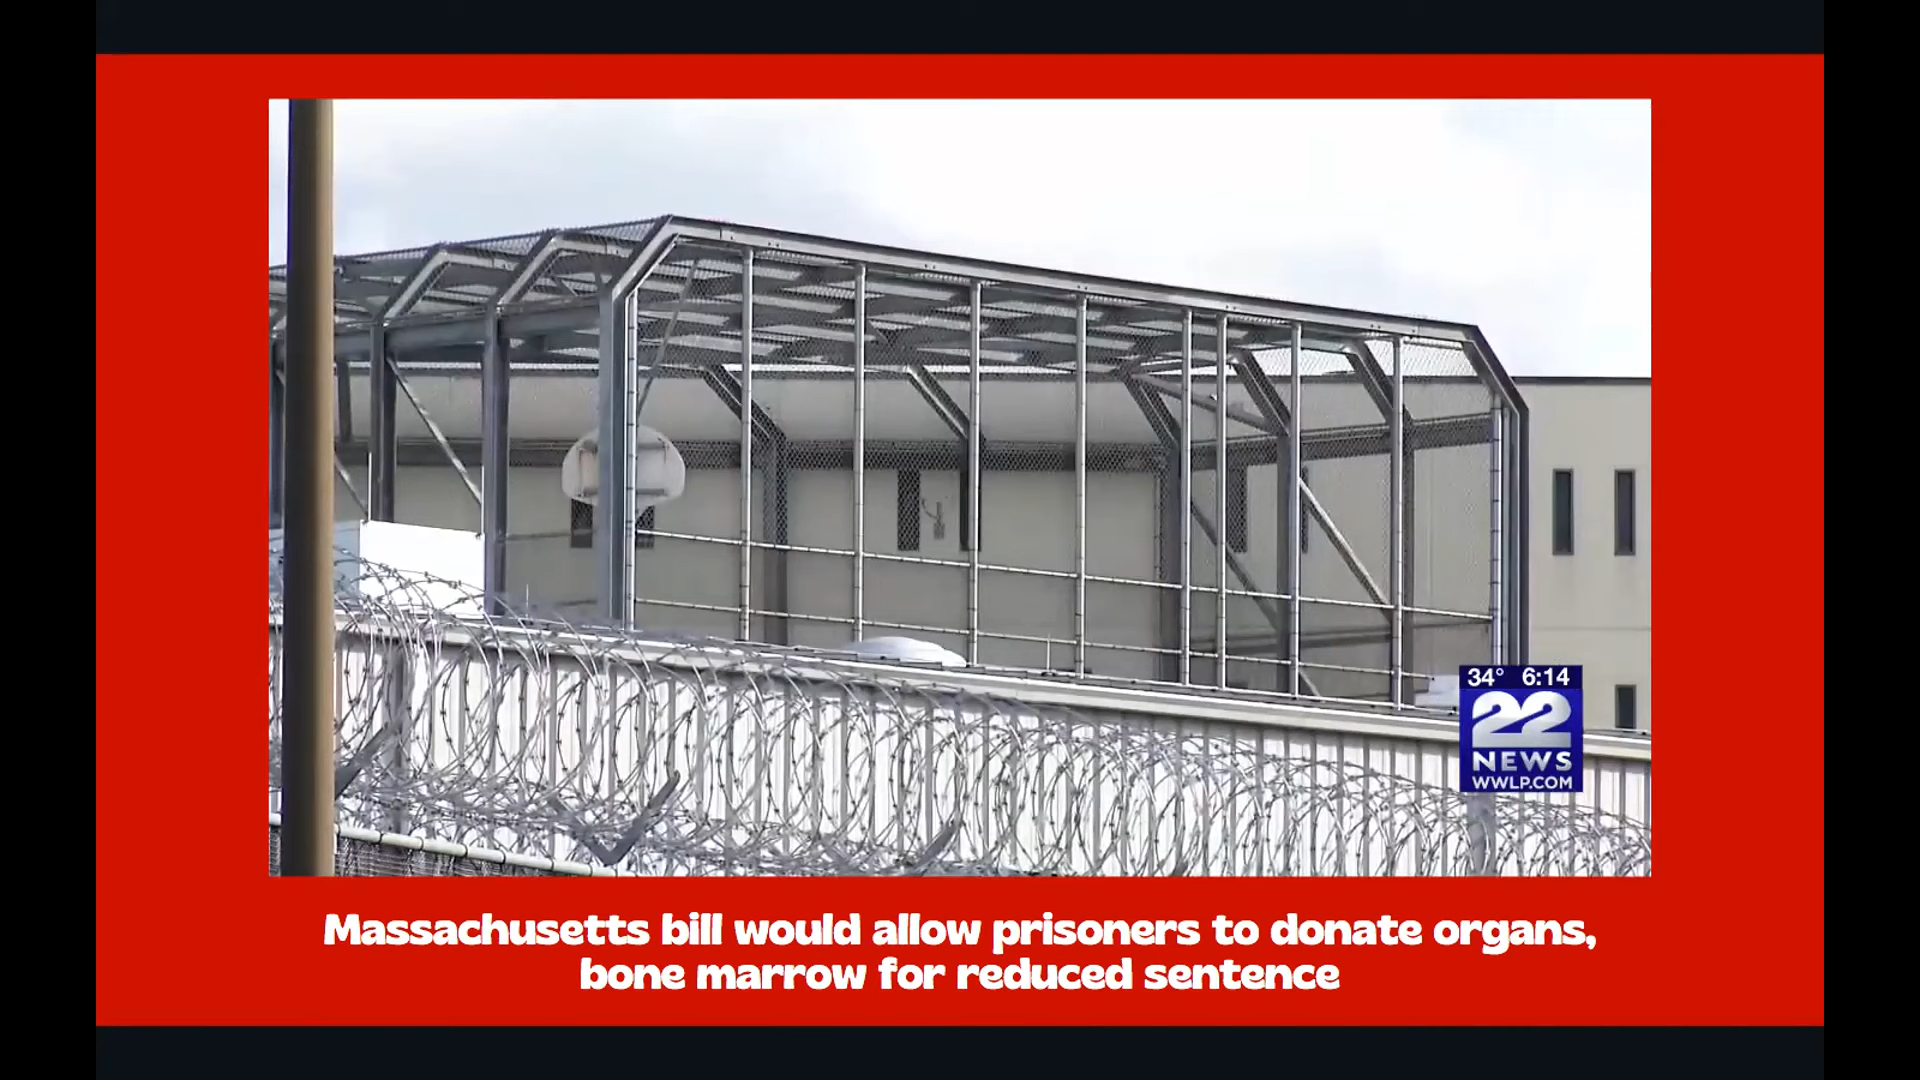 34° 6:14
22
NEWS
WWLP.COM
Massachusetts bill would allow prisoners to donate organs,
bone marrow for reduced sentence